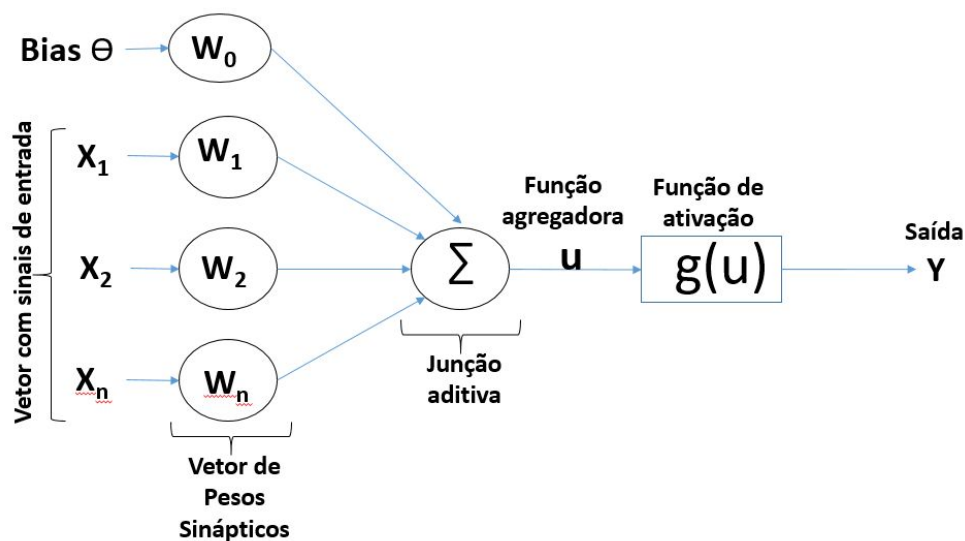 Bias Θ
W0
Vetor com sinais de entrada
X1
W1
X2
W2
Xn
Wn
Vetor de
Pesos
Sinápticos
Σ
Junção
aditiva
Função
agregadora
u
Função de
ativação
g(u)
Saída
Y